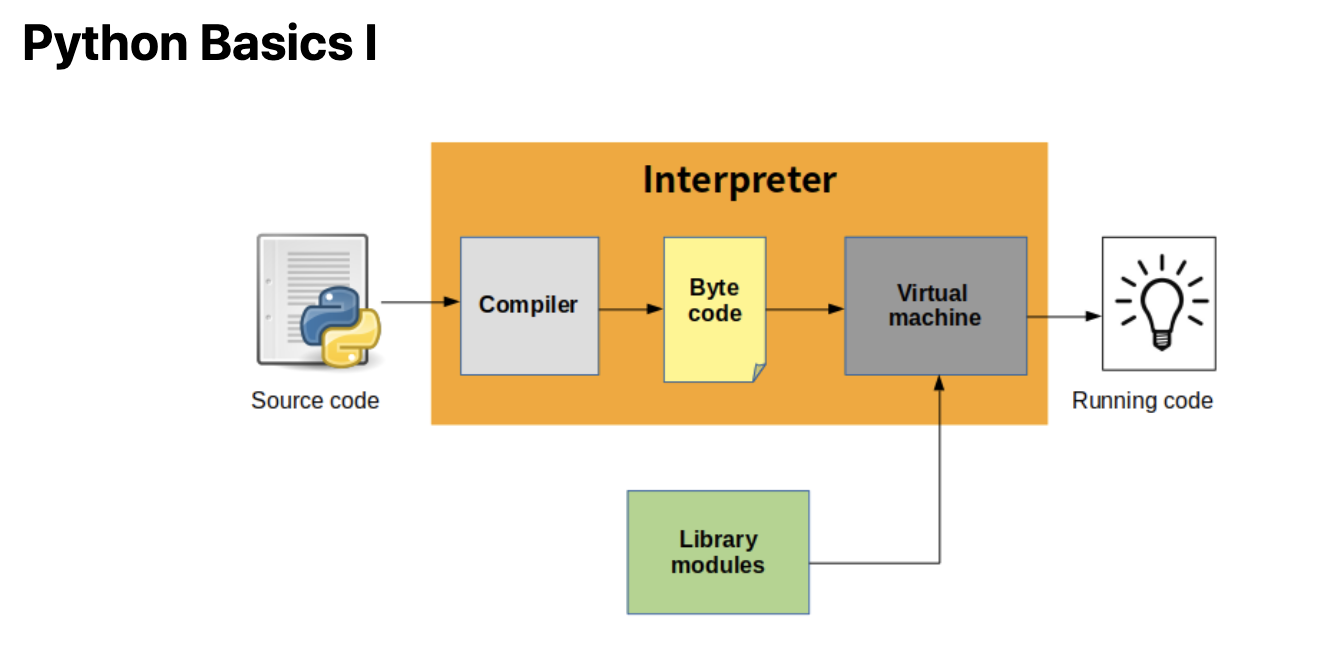 Python Basics I
Interpreter
Compiler
Byte
code
Virtual
machine
Source code
Running code
Library
modules